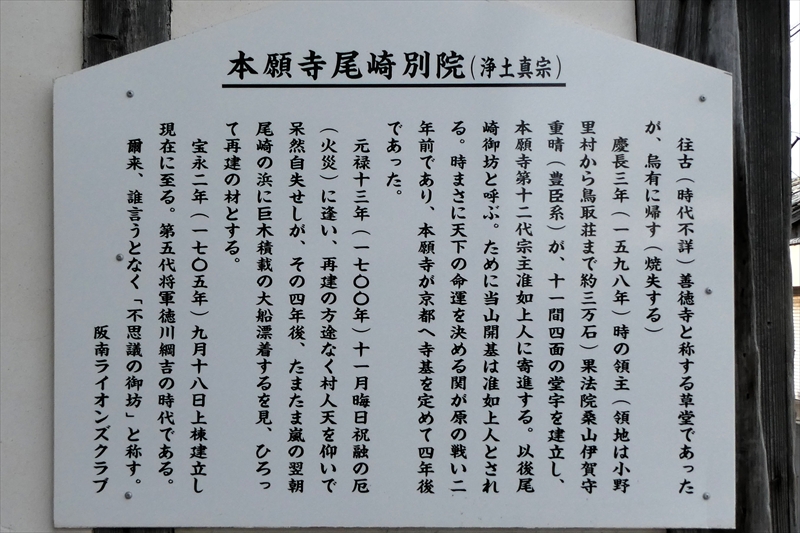 本願寺尾崎別院(浄土真宗)
往古(時代不詳)善徳寺と称する草堂であった
が、烏有に帰す(焼失する)
慶長三年(一五九八年)時の領主(領地は小野
里村から鳥取荘まで約三万石)果法院桑山伊賀守
重晴(豊臣系)が、十一間四面の堂宇を建立し、
本願寺第十二代宗主准如上人に寄進する。以後尾
崎御坊と呼ぶ。ために当山開基は准如上人とされ
る。時まさに天下の命運を決める関が原の戦い二
年前であり、本願寺が京都へ寺基を定めて四年後
であった。
元禄十三年(一七〇〇年)十一月晦日祝融の厄
(火災)に逢い、再建の方途なく村人天を仰いで
呆然自失せしが、その四年後、たまたま嵐の翌朝
尾崎の浜に巨木積載の大船漂着するを見、ひろっ
て再建の材とする。
宝永二年(一七〇五年)九月十八日上棟建立し
現在に至る。第五代将軍徳川綱吉の時代である。
爾来、誰言うとなく「不思議の御坊」と称す。
阪南ライオンズクラブ